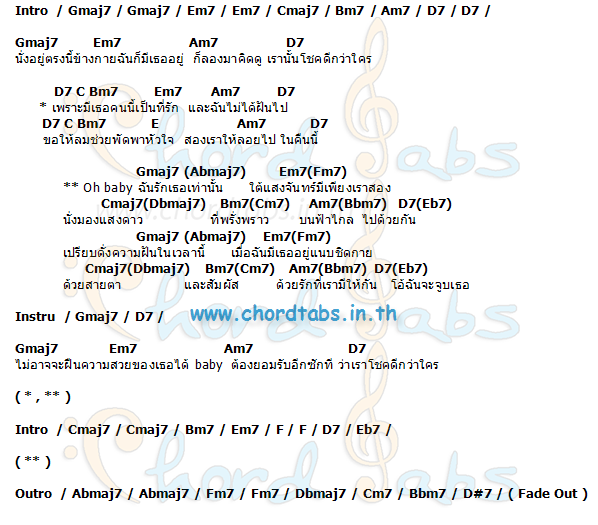 Intro / Gmaj7 / Gmaj7 / Em7 / Em7 / Cmaj7 / Bm7 / Am7 / D7 / D7 /
Gmaj7 Em7 Am7 D7
นั่งอยู่ตรงนี้ข้างกายฉันก็มีเธออยู่ ก็ลองมาคิดดู เรานั้นโชคดีกว่าใคร
D7 C Bm7 Em7 Am7 D7
* เพราะมีเธอคนนี้เป็นที่รัก และฉันไม่ได้ฝันไป
D7 C Bm7 E Am7 D7
ขอให้ลมช่วยพัดพาหัวใจ สองเราให้ลอยไป ในคืนนี้
Gmaj7 (Abmaj7) Em7(Fm7)
** Oh baby ฉันรักเธอเท่านั้น ใต้แสงจันทร์มีเพียงเราสอง
Cmaj7(Dbmaj7) Bm7(Cm7) Am7(Bbm7) D7(Eb7)
นั่งมองแสงดาว ที่พรั่งพราว บนฟ้าไกล ไปด้วยกัน
Gmaj7 (Abmaj7) Em7(Fm7)
เปรียบดั่งความฝันในเวลานี้ เมื่อฉันมีเธออยู่แนบชิดกาย
Cmaj7(Dbmaj7) Bm7(Cm7) Am7(Bbm7) D7(Eb7)
ด้วยสายตา และสัมผัส ด้วยรักที่เรามีให้กัน โอ้ฉันจะจูบเธอ
www.chordtabs.in.th
Instru / Gmaj7 / D7 /
Gmaj7 Em7 Am7 D7
ไม่อาจจะฝืนความสวยของเธอได้ baby ต้องยอมรับอีกซักที ว่าเราโชคดีกว่าใคร
( * , ** )
Intro / Cmaj7 / Cmaj7 / Bm7 / Em7 / F / F / D7 / Eb7 /
( ** )
Outro / Abmaj7 / Abmaj7 / Fm7 / Fm7 / Dbmaj7 / Cm7 / Bbm7 / D#7 / ( Fade Out )